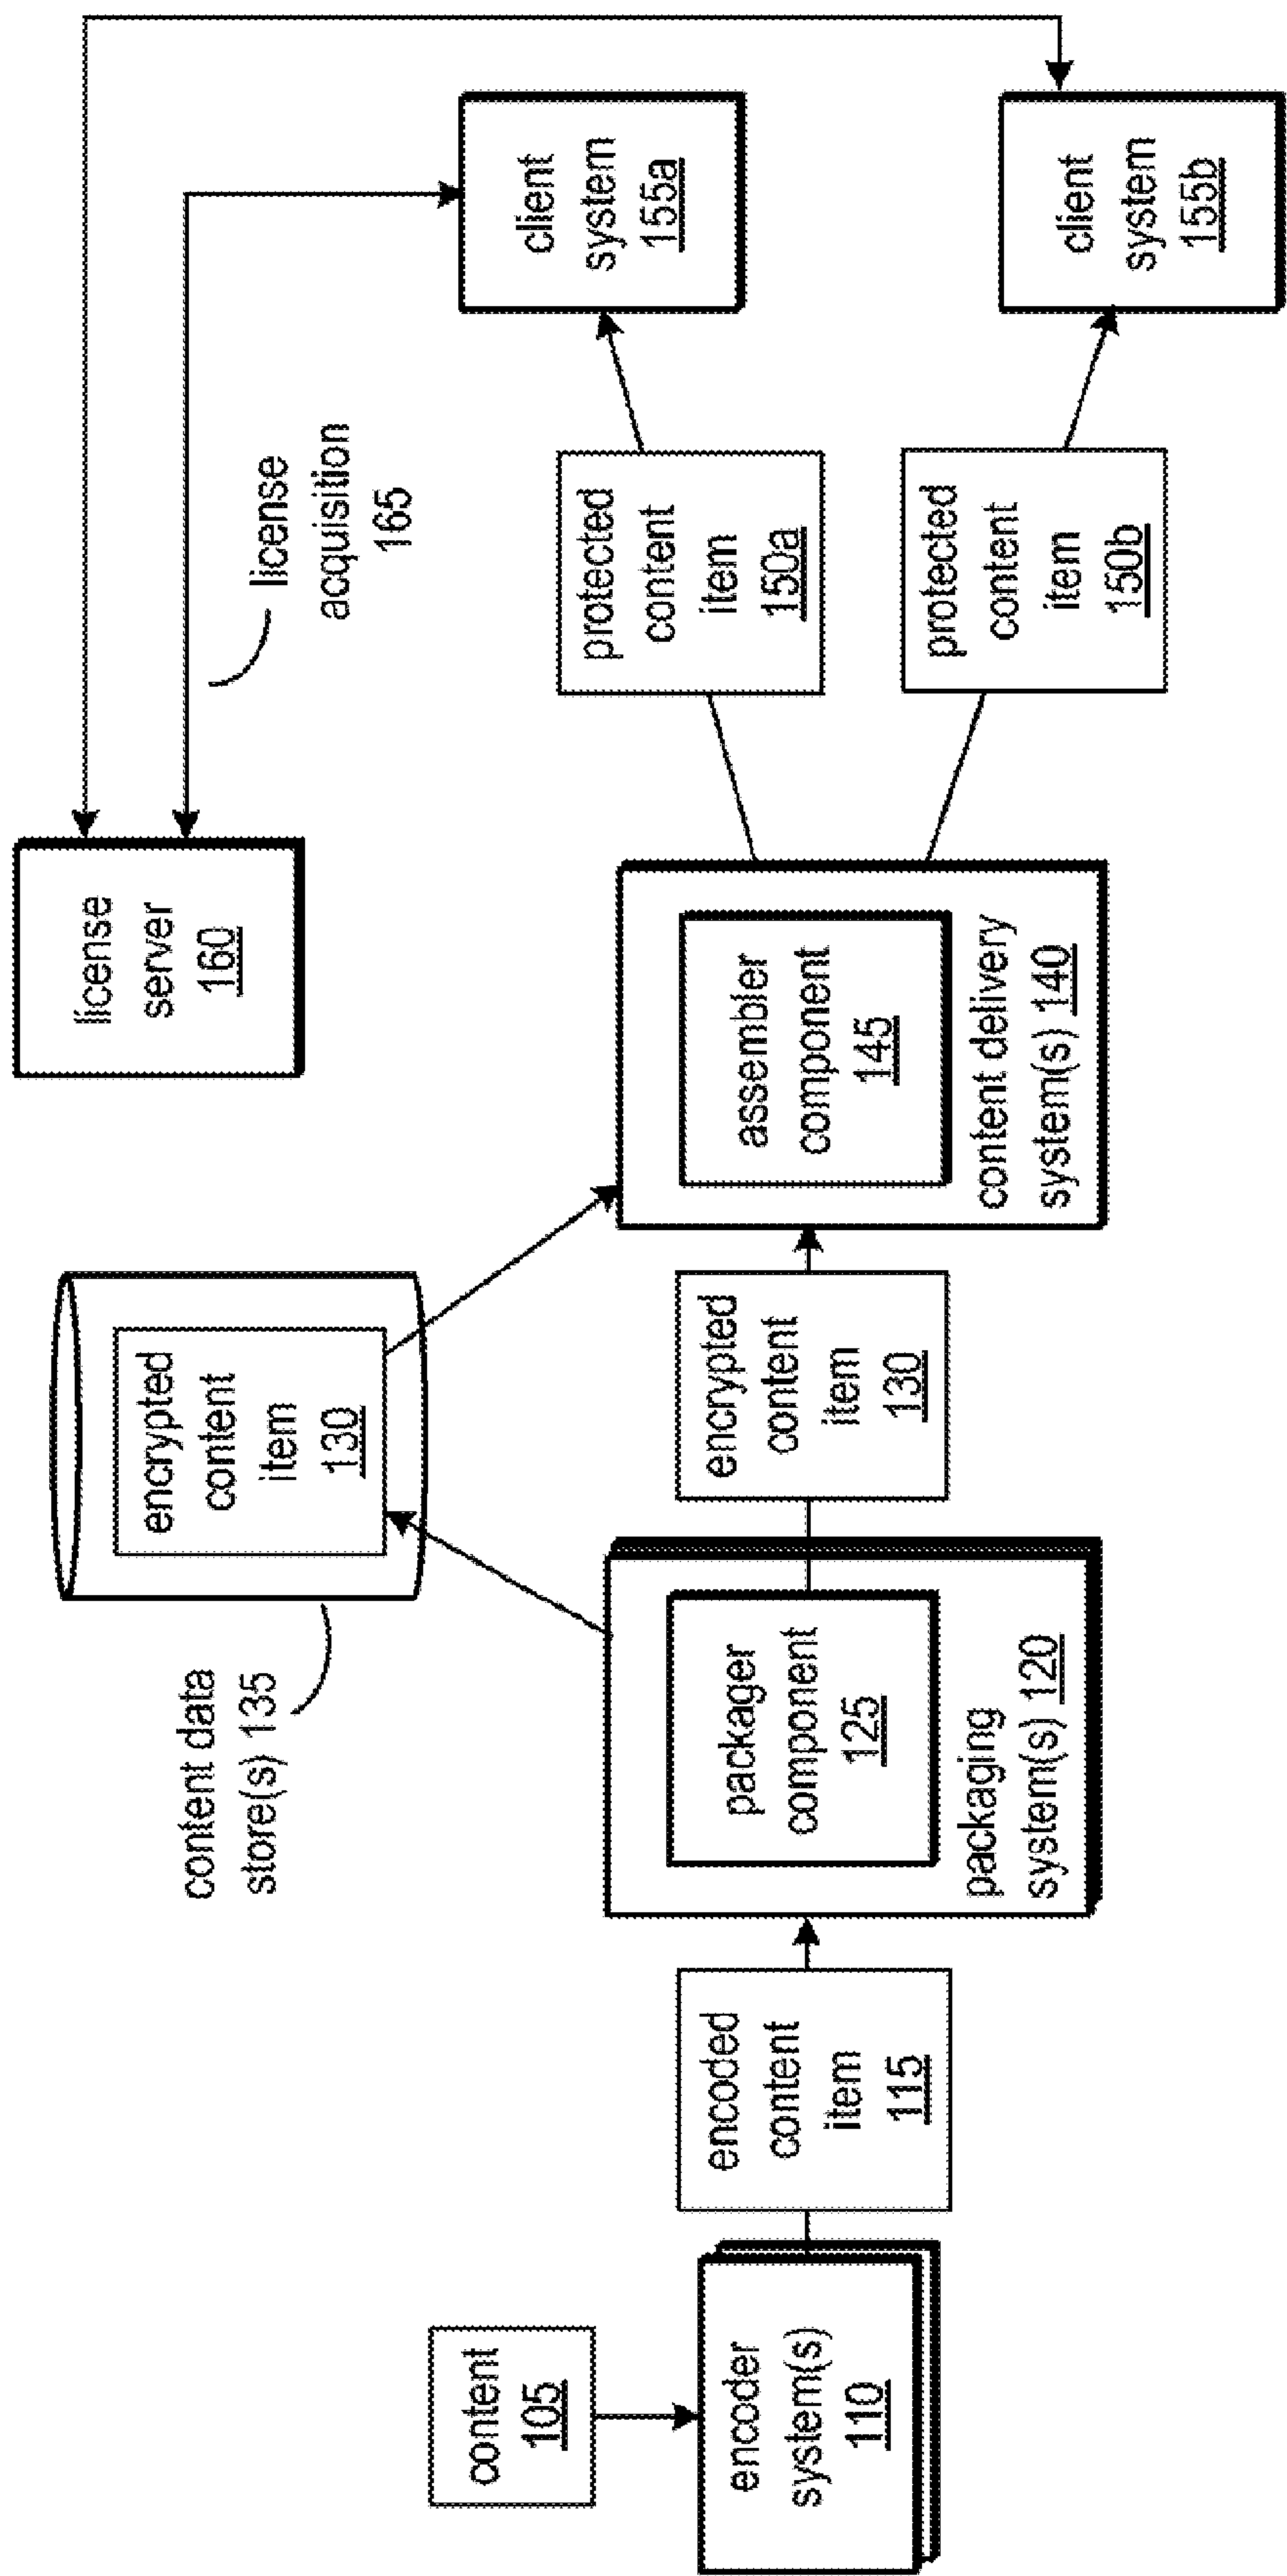 content
105
encoder
system(s)
110
encoded
content
item
115
content data
store(s) 135
packager
component
125
packaging
system(s) 120
encrypted
content
item
130
encrypted
content
item
130
assembler
component
145
content delivery
system(s) 140
license
server
160
license
acquisition
165
protected
content
item
150a
protected
content
item
150b
client
system
155a
client
system
155b